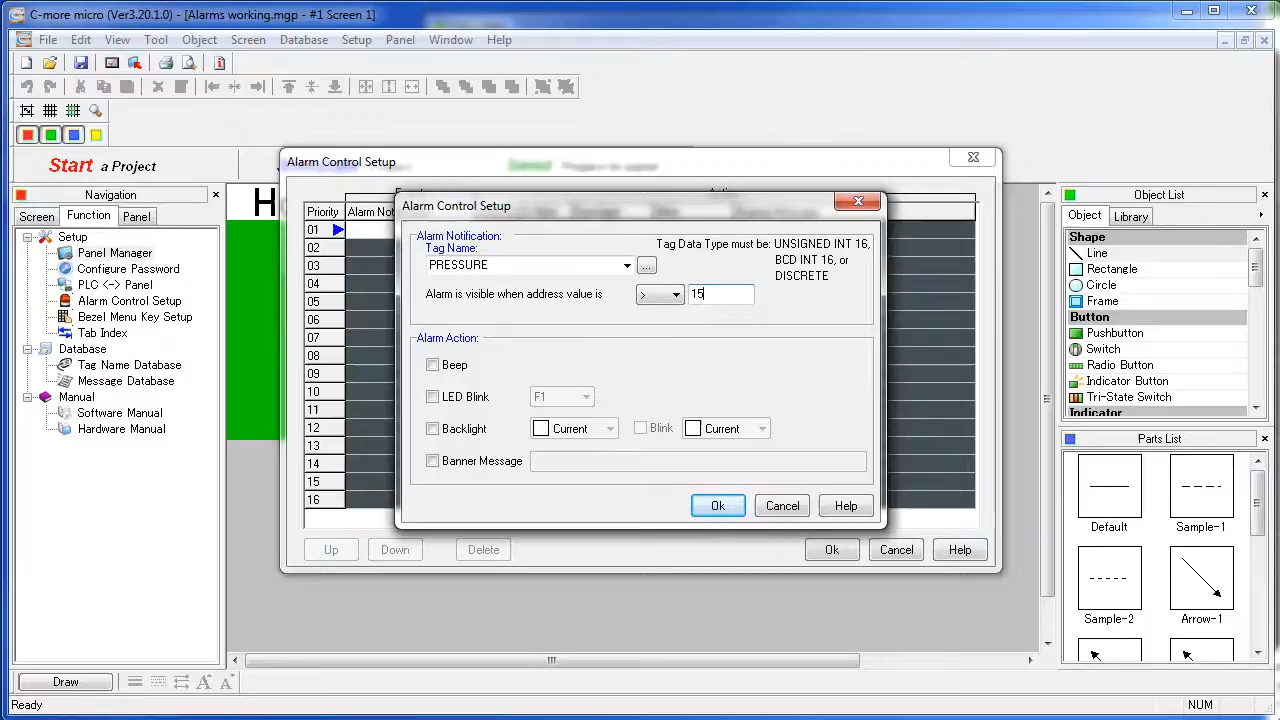 C-more micro (Ver3.20.1.0) - [Alarms working.mgp - #1 Screen 1]
File Edit View Tool Object Screen Database Setup Panel Window Help
Start a Project
Navigation
Screen Function Panel
Setup
Panel Manager
Configure Password
PLC <-> Panel
Alarm Control Setup
Bezel Menu Key Setup
Tab Index
Database
Tag Name Database
Message Database
Manual
Software Manual
Hardware Manual
H
Alarm Control Setup
Priority Alarm Not
01
02
03
04
05
06
07
08
09
10
11
12
13
14
15
16
Up Down Delete Ok Cancel Help
Alarm Control Setup
Alarm Notification:
Tag Name:
PRESSURE ...
Tag Data Type must be: UNSIGNED INT 16,
BCD INT 16, or
DISCRETE
Alarm is visible when address value is > 15
Alarm Action:
Beep
LED Blink F1
Backlight Current Blink Current
Banner Message
Ok Cancel Help
Object List
Object Library
Shape
Line
Rectangle
Circle
Frame
Button
Pushbutton
Switch
Radio Button
Indicator Button
Tri-State Switch
Indicator
Parts List
Default Sample-1
Sample-2 Arrow-1
Draw
Ready NUM